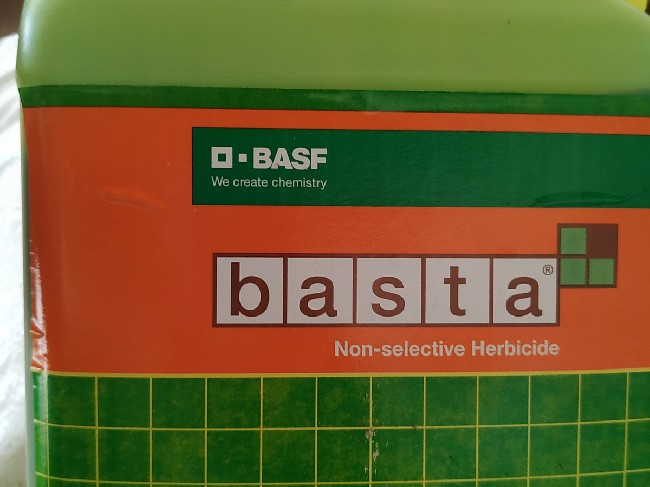 BASF
We create chemistry
basta®
Non-selective Herbicide